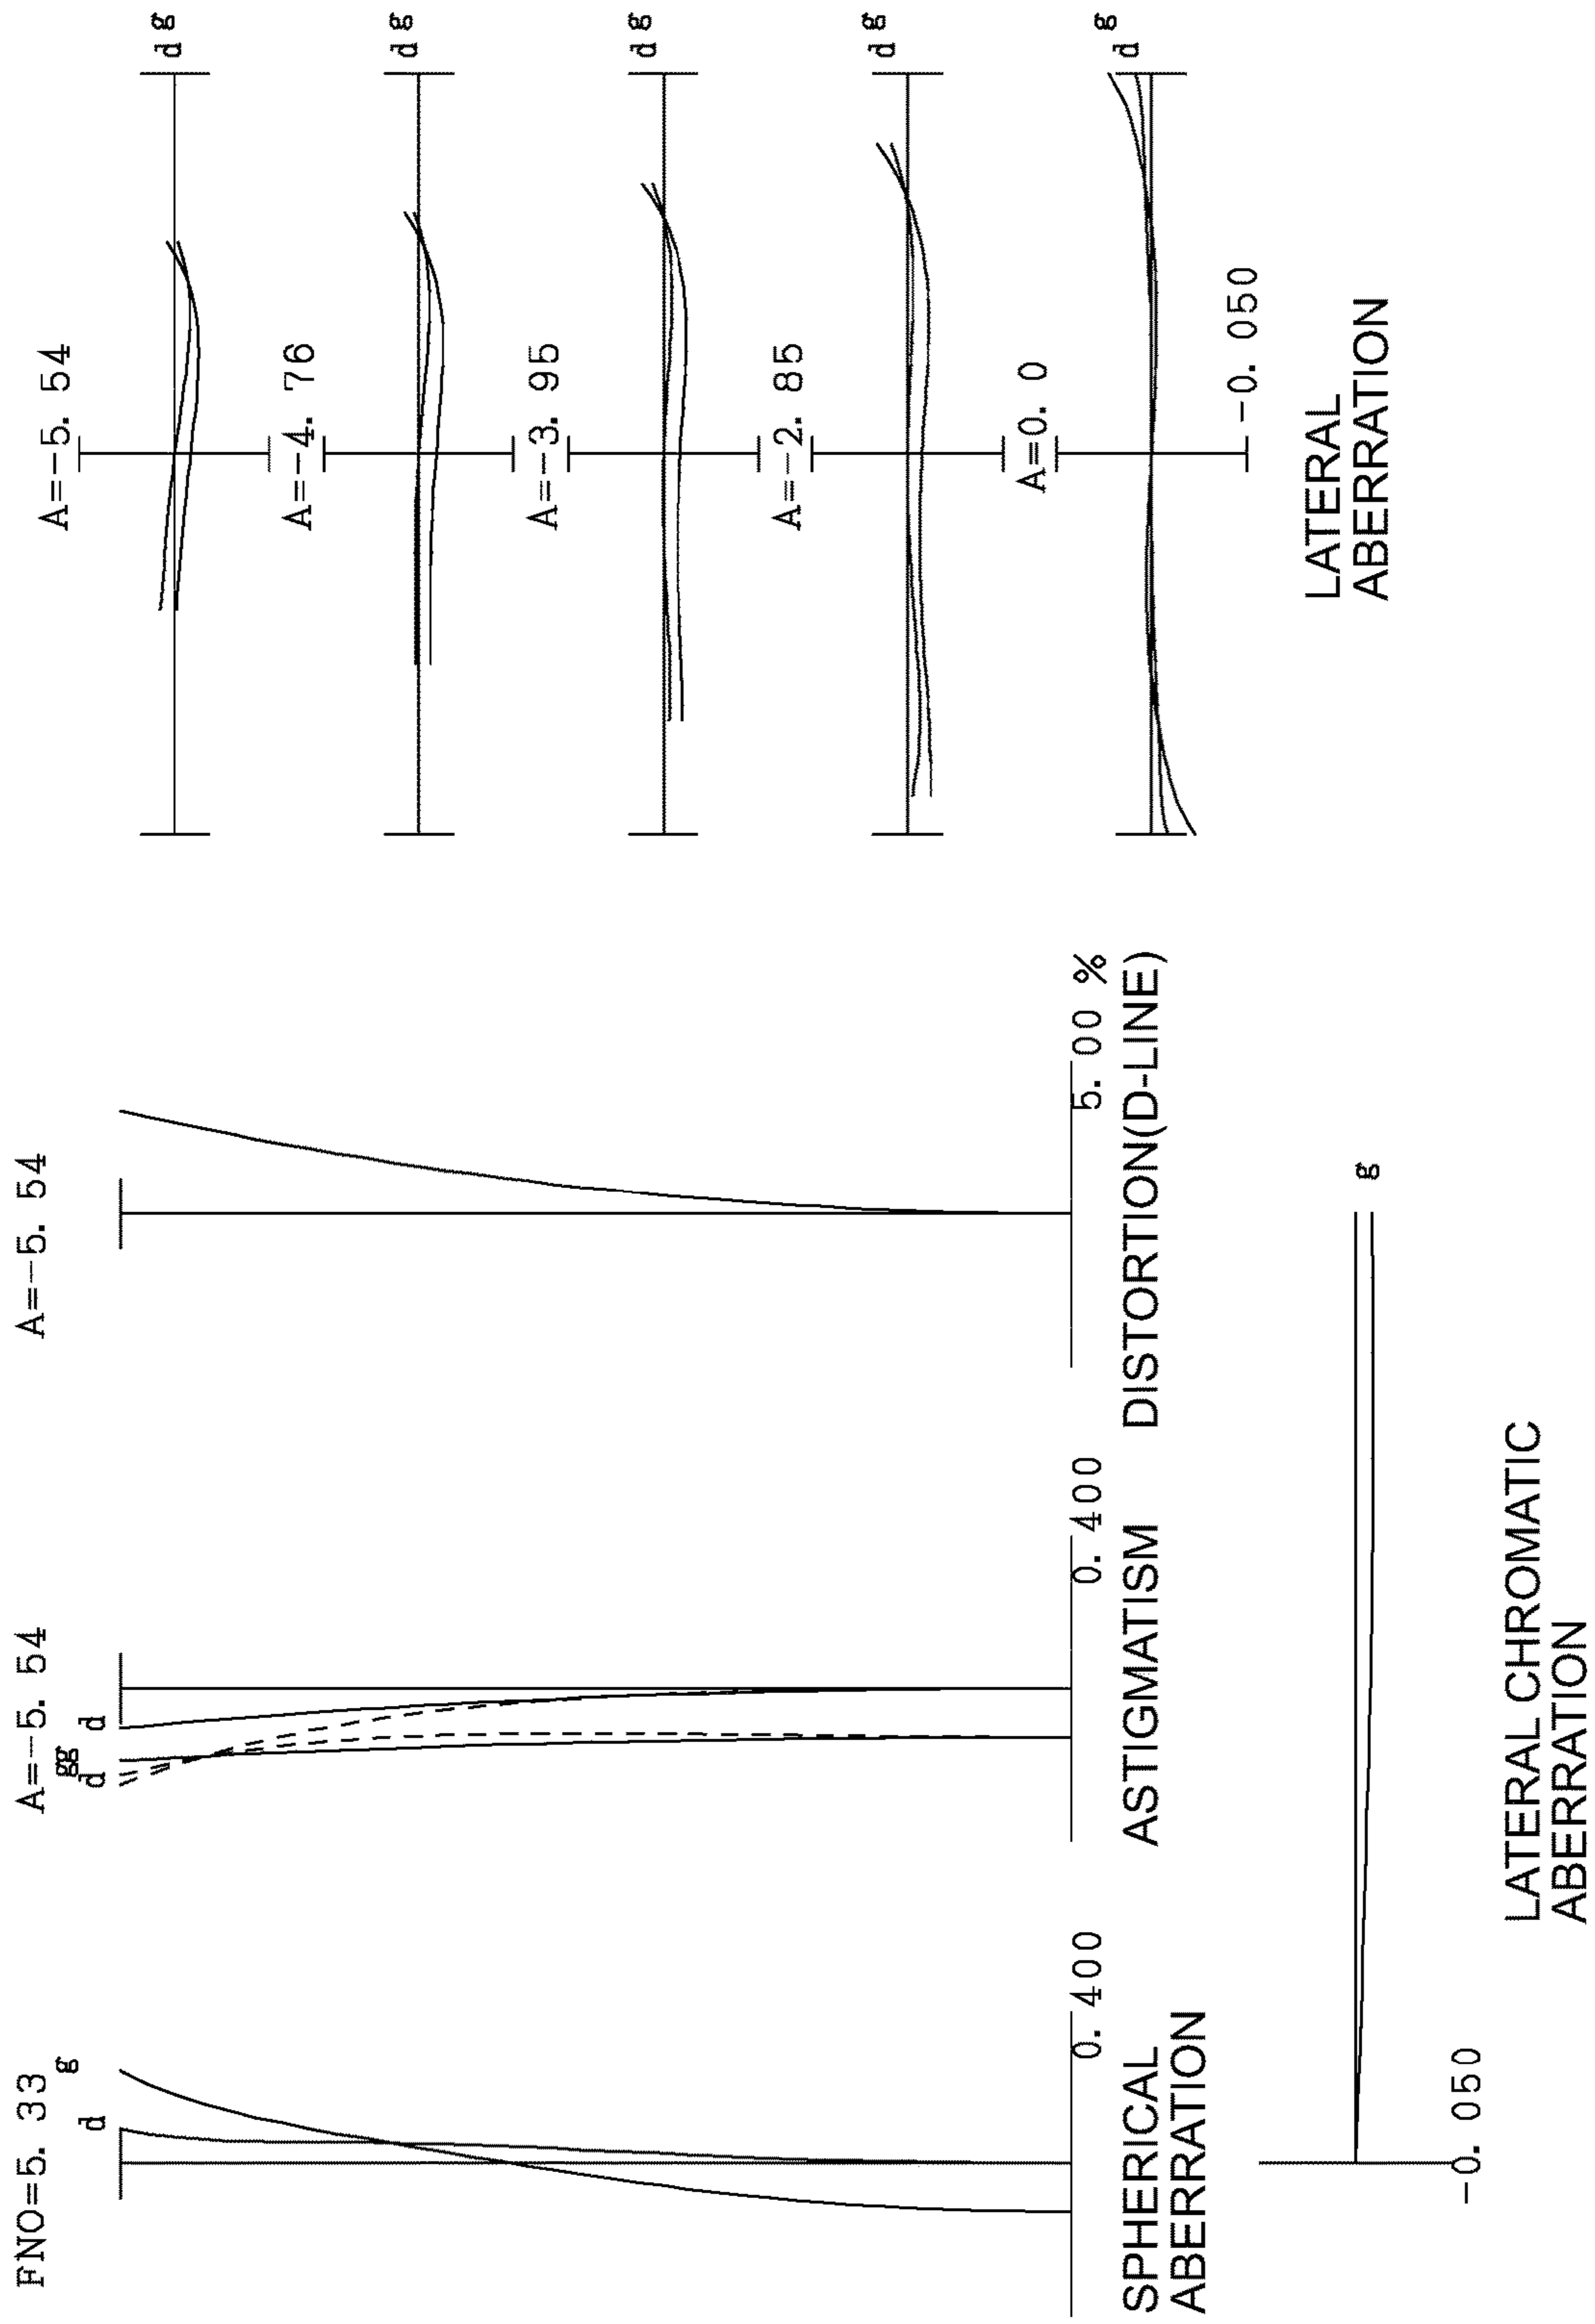 FNO=5. 33
d
g
0. 400
SPHERICAL
ABERRATION
A=-5. 54
d
gg
d
0. 400
ASTIGMATISM
A=-5. 54
5. 00 %
DISTORTION(D-LINE)
A=-5. 54
d g
A=-4. 76
d g
A=-3. 95
d g
A=-2. 85
d g
A=0. 0
d g
-0. 050
LATERAL
ABERRATION
g
-0. 050
LATERAL CHROMATIC
ABERRATION